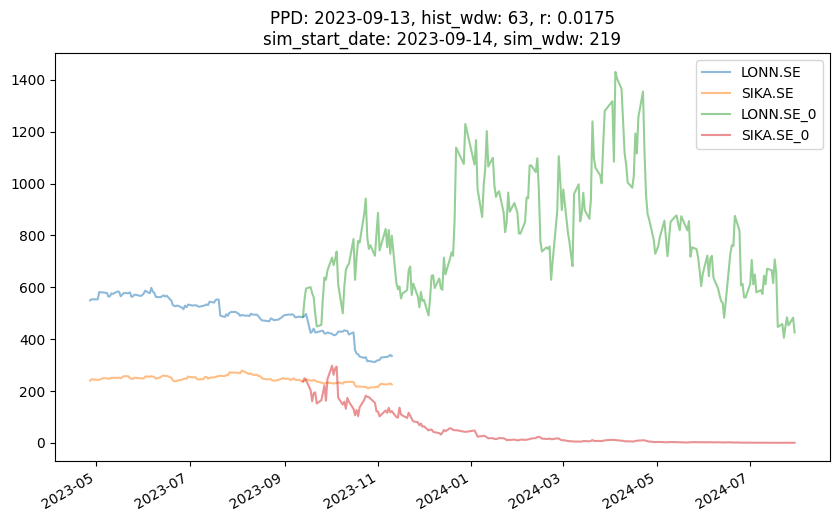 PPD: 2023-09-13, hist_wdw: 63, r: 0.0175
sim_start_date: 2023-09-14, sim_wdw: 219
LONN.SE
SIKA.SE
LONN.SE_0
SIKA.SE_0
1400
1200
1000
800
600
400
200
0
2023-05
2023-07
2023-09
2023-11
2024-01
2024-03
2024-05
2024-07